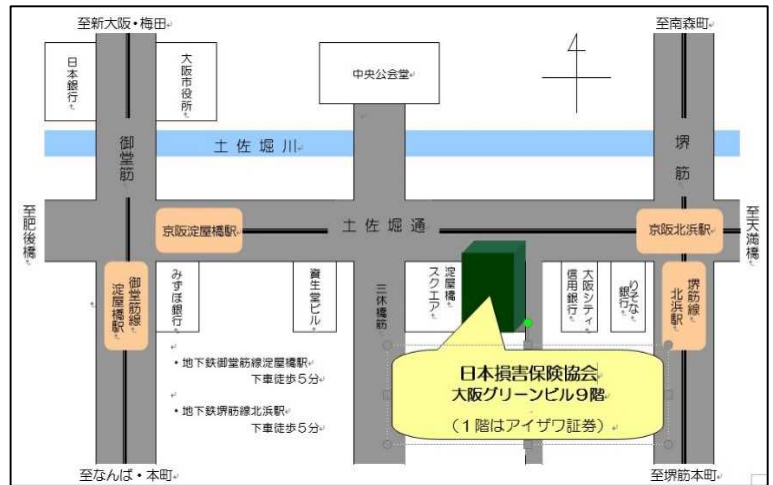 至新大阪・梅田
至南森町
日本銀行
大阪市役所
中央公会堂
御堂筋
土佐堀川
堺筋
至肥後橋
京阪淀屋橋駅
土佐堀通
京阪北浜駅
至天満橋
御堂筋線
淀屋橋駅
みずほ銀行
資生堂ビル
三休橋筋
淀屋橋
スクエア
大阪シティ
信用銀行
りそな
銀行
堺筋線
北浜駅
・地下鉄御堂筋線淀屋橋駅
下車徒歩5分
・地下鉄堺筋線北浜駅
下車徒歩5分
日本損害保険協会
大阪グリーンビル9階
(1階はアイザワ証券)
至なんば・本町
至堺筋本町